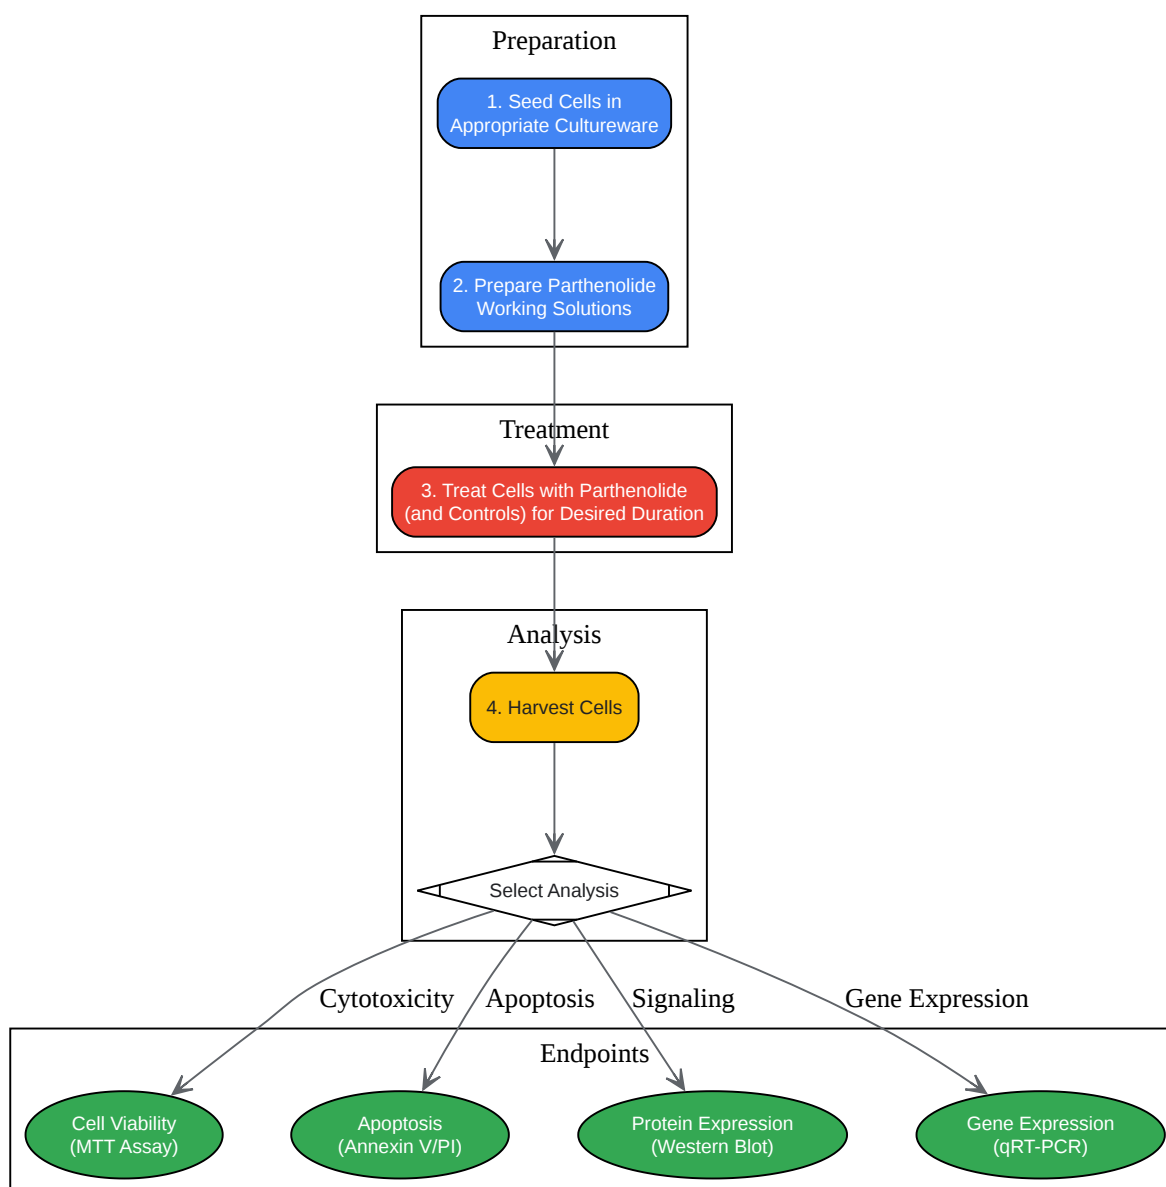 Preparation
1. Seed Cells in
Appropriate Cultureware
2. Prepare Parthenolide
Working Solutions
Treatment
3. Treat Cells with Parthenolide
(and Controls) for Desired Duration
Analysis
4. Harvest Cells
Select Analysis
Cytotoxicity
Apoptosis
Signaling
Gene Expression
Endpoints
Cell Viability
(MTT Assay)
Apoptosis
(Annexin V/PI)
Protein Expression
(Western Blot)
Gene Expression
(qRT-PCR)